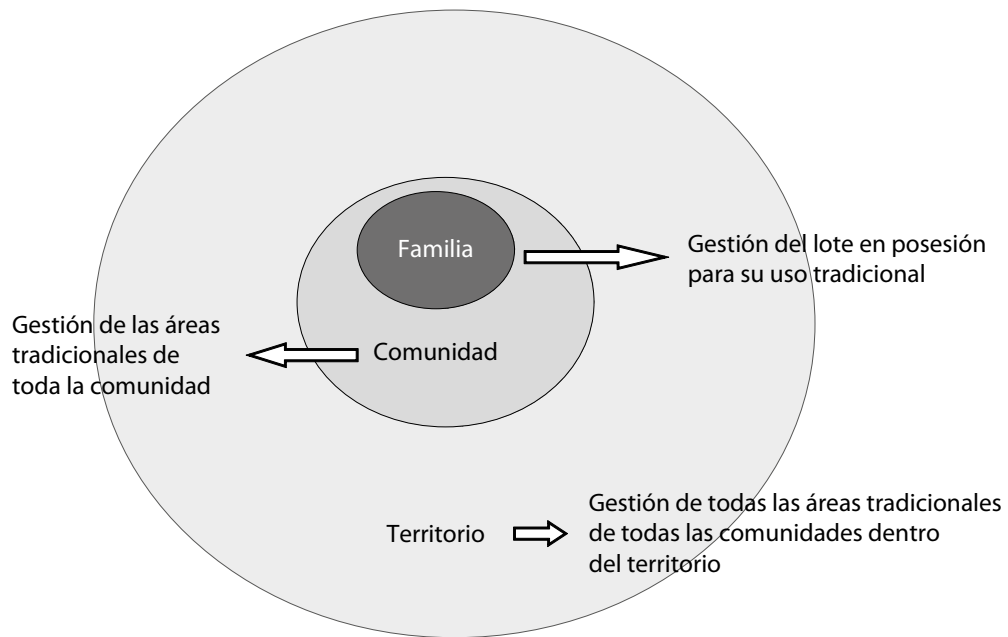 Familia
Gestión del lote en posesión
para su uso tradicional
Gestión de las áreas
tradicionales de
toda la comunidad
Comunidad
Territorio
Gestión de todas las áreas tradicionales
de todas las comunidades dentro
del territorio